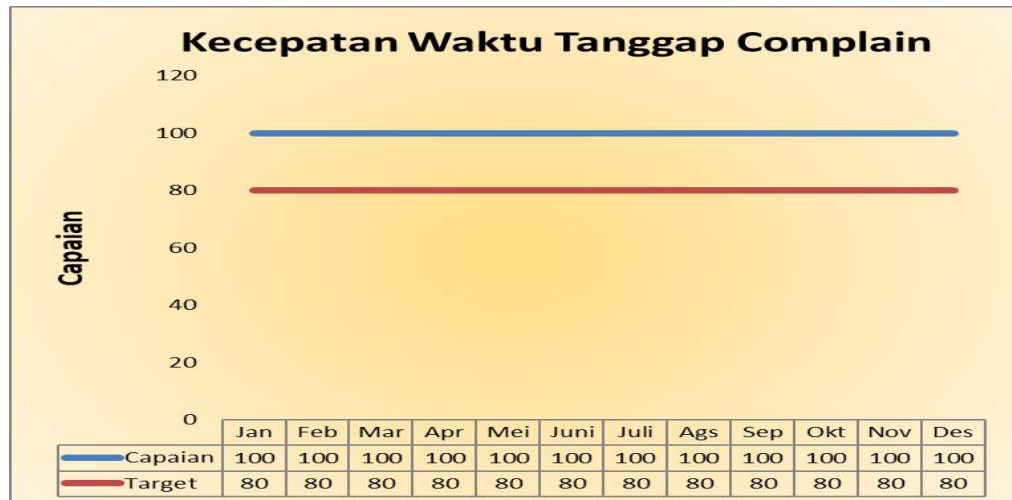 Kecepatan Waktu Tanggap Complain
120
100
80
60
40
20
0
Capaian
Jan Feb Mar Apr Mei Juni Juli Ags Sep Okt Nov Des
Capaian 100 100 100 100 100 100 100 100 100 100 100 100
Target 80 80 80 80 80 80 80 80 80 80 80 80